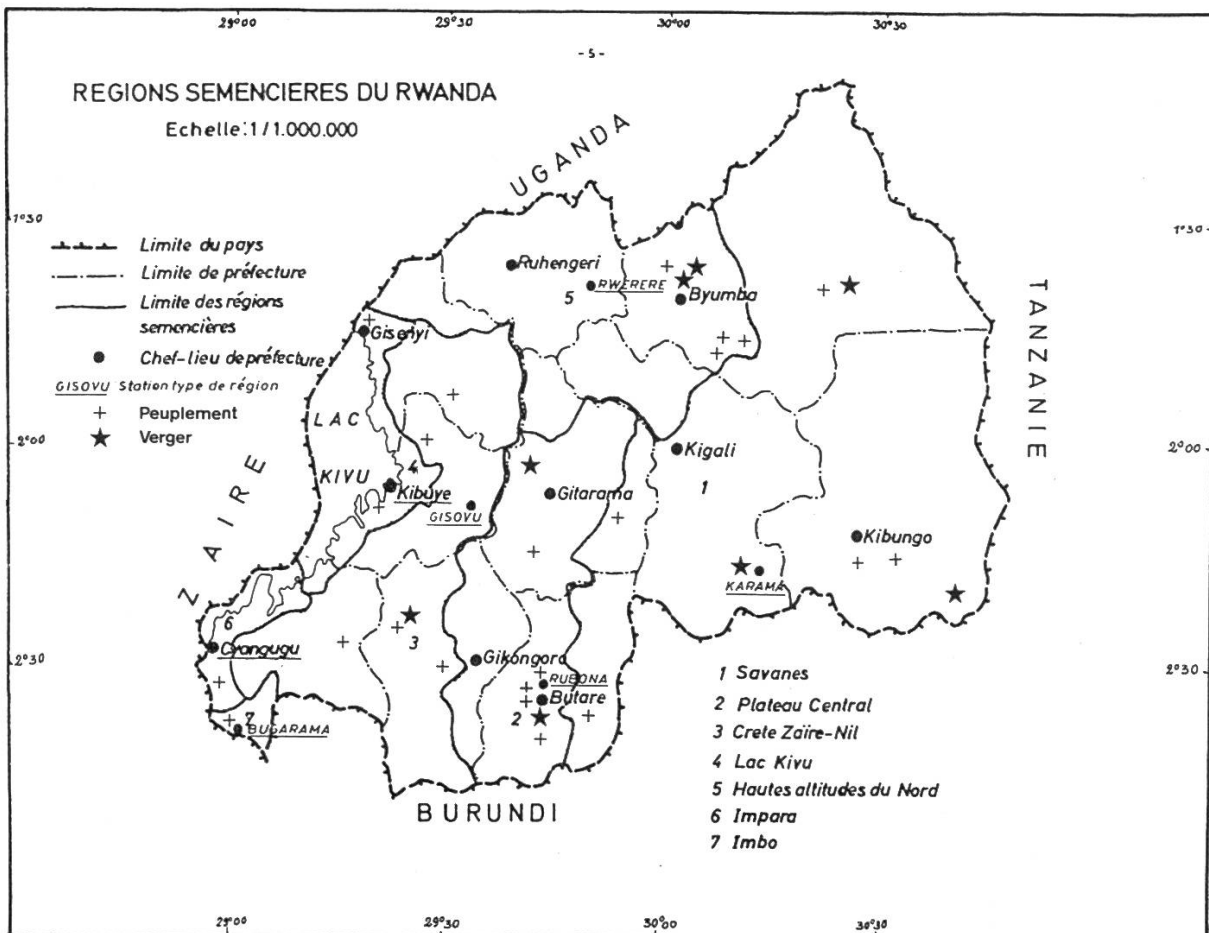 29°00 29°30 30°00 30°30
- 5 -
REGIONS SEMENCIERES DU RWANDA
Echelle:1/1.000.000
UGANDA
1°30
1°30
Limite du pays
Limite de préfecture
Limite des régions
semencières
Chef-lieu de préfecture
GISOVU Station type de région
Peuplement
Verger
Ruhengeri
RWERERE
5
Byumba
Gisenyi
TANZANIE
LAC
KIVU
2°00
2°00
ZAIRE
4
Kibuye
GISOVU
Gitarama
Kigali
1
Kibungo
KARAMA
6
Cyangugu
2°30
2°30
3
Gikongoro
RUBONA
Butare
2
7
BUGARAMA
BURUNDI
1 Savanes
2 Plateau Central
3 Crete Zaïre-Nil
4 Lac Kivu
5 Hautes altitudes du Nord
6 Impara
7 Imbo
29°00 29°30 30°00 30°30